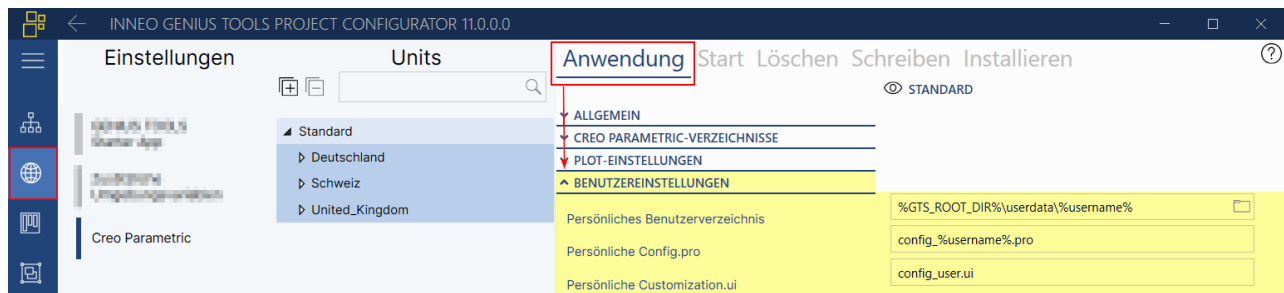 INNEO GENIUS TOOLS PROJECT CONFIGURATOR 11.0.0.0
Einstellungen
Creo Parametric
Units
Standard
Deutschland
Schweiz
United_Kingdom
Anwendung Start Löschen Schreiben Installieren
STANDARD
ALLGEMEIN
CREO PARAMETRIC-VERZEICHNISSE
PLOT-EINSTELLUNGEN
BENUTZEREINSTELLUNGEN
Persönliches Benutzerverzeichnis
%GTS_ROOT_DIR%\userdata\%username%
Persönliche Config.pro
config_%username%.pro
Persönliche Customization.ui
config_user.ui